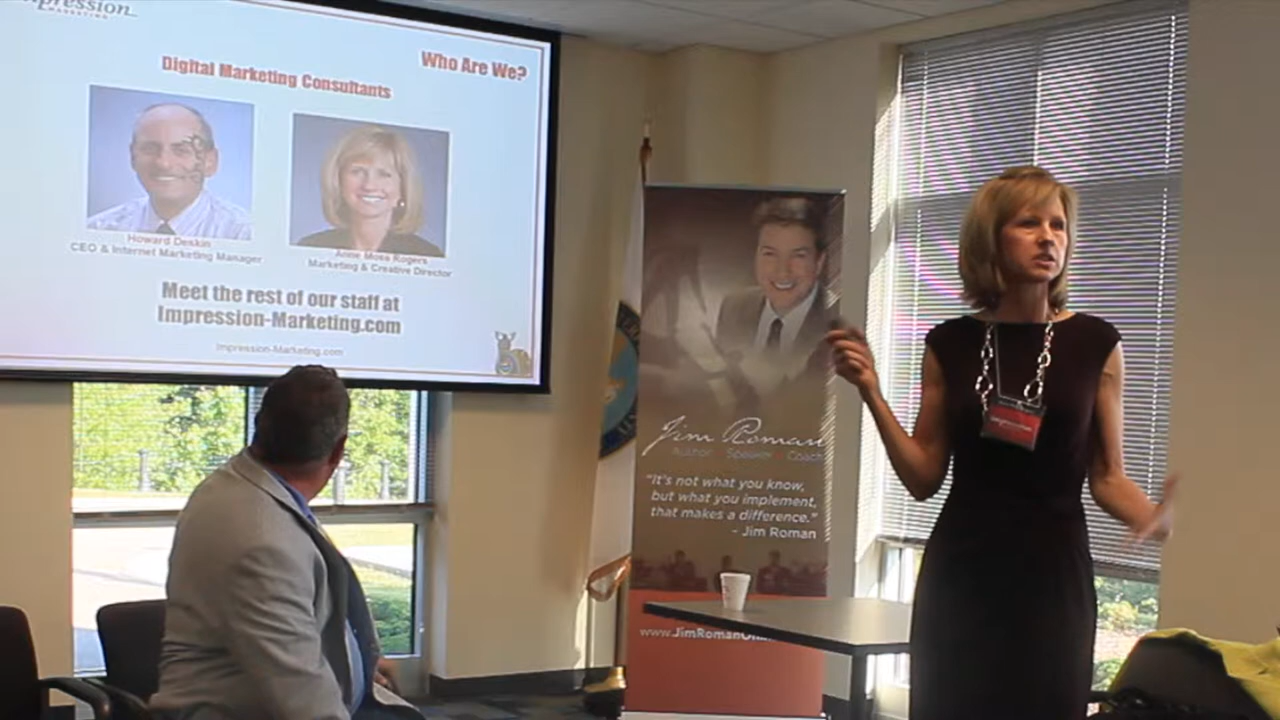 Impression
MARKETING
Who Are We?
Digital Marketing Consultants
Howard Deskin
CEO & Internet Marketing Manager
Anne Moss Rogers
Marketing & Creative Director
Meet the rest of our staff at
Impression-Marketing.com
Impression-Marketing.com
Jim Roman
Author Speaker Coach
"It's not what you know,
but what you implement,
that makes a difference."
- Jim Roman
www.JimRomanOn